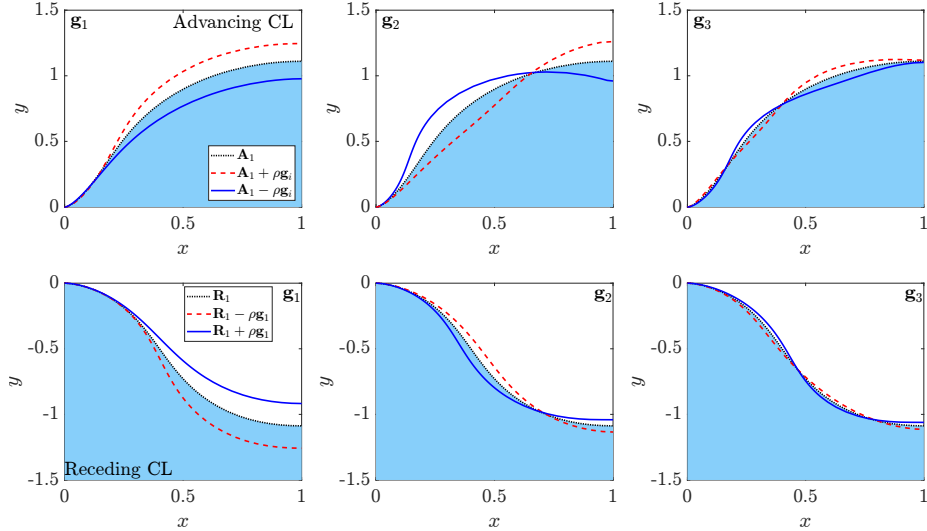 g₁ Advancing CL
y
1.5
1
0.5
0
0 0.5 1
x
A₁
A₁ + ρgᵢ
A₁ − ρgᵢ
g₂
y
1.5
1
0.5
0
0 0.5 1
x
g₃
y
1.5
1
0.5
0
0 0.5 1
x
g₁
y
0
-0.5
-1
-1.5
0 0.5 1
x
R₁
R₁ − ρg₁
R₁ + ρg₁
Receding CL
g₂
y
0
-0.5
-1
-1.5
0 0.5 1
x
g₃
y
0
-0.5
-1
-1.5
0 0.5 1
x